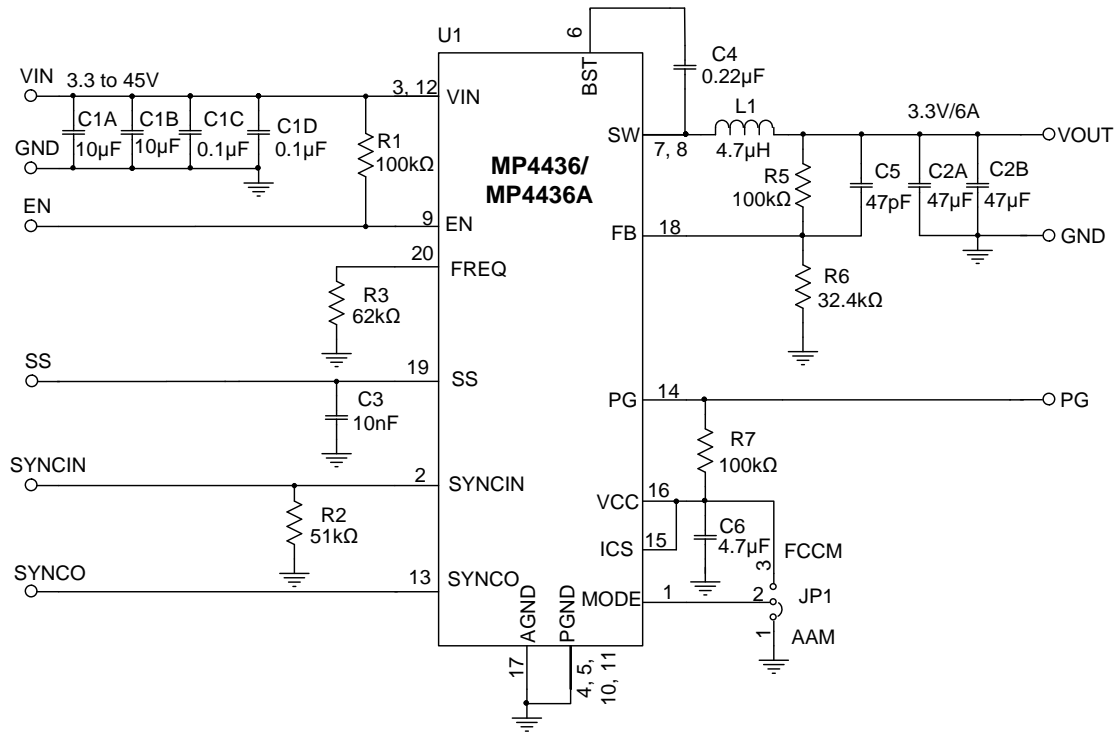 U1
6
BST
C4
0.22µF
VIN
3.3 to 45V
3, 12
VIN
C1A
10µF
C1B
10µF
C1C
0.1µF
C1D
0.1µF
R1
100kΩ
GND
EN
9
EN
MP4436/
MP4436A
SW
7, 8
L1
4.7µH
3.3V/6A
VOUT
R5
100kΩ
C5
47pF
C2A
47µF
C2B
47µF
FB
18
GND
R6
32.4kΩ
20
FREQ
R3
62kΩ
SS
19
SS
C3
10nF
PG
14
PG
R7
100kΩ
SYNCIN
2
SYNCIN
R2
51kΩ
VCC
16
C6
4.7µF
ICS
15
FCCM
3
SYNCO
13
SYNCO
MODE
1
2
JP1
1
AAM
AGND
PGND
17
4, 5,
10, 11